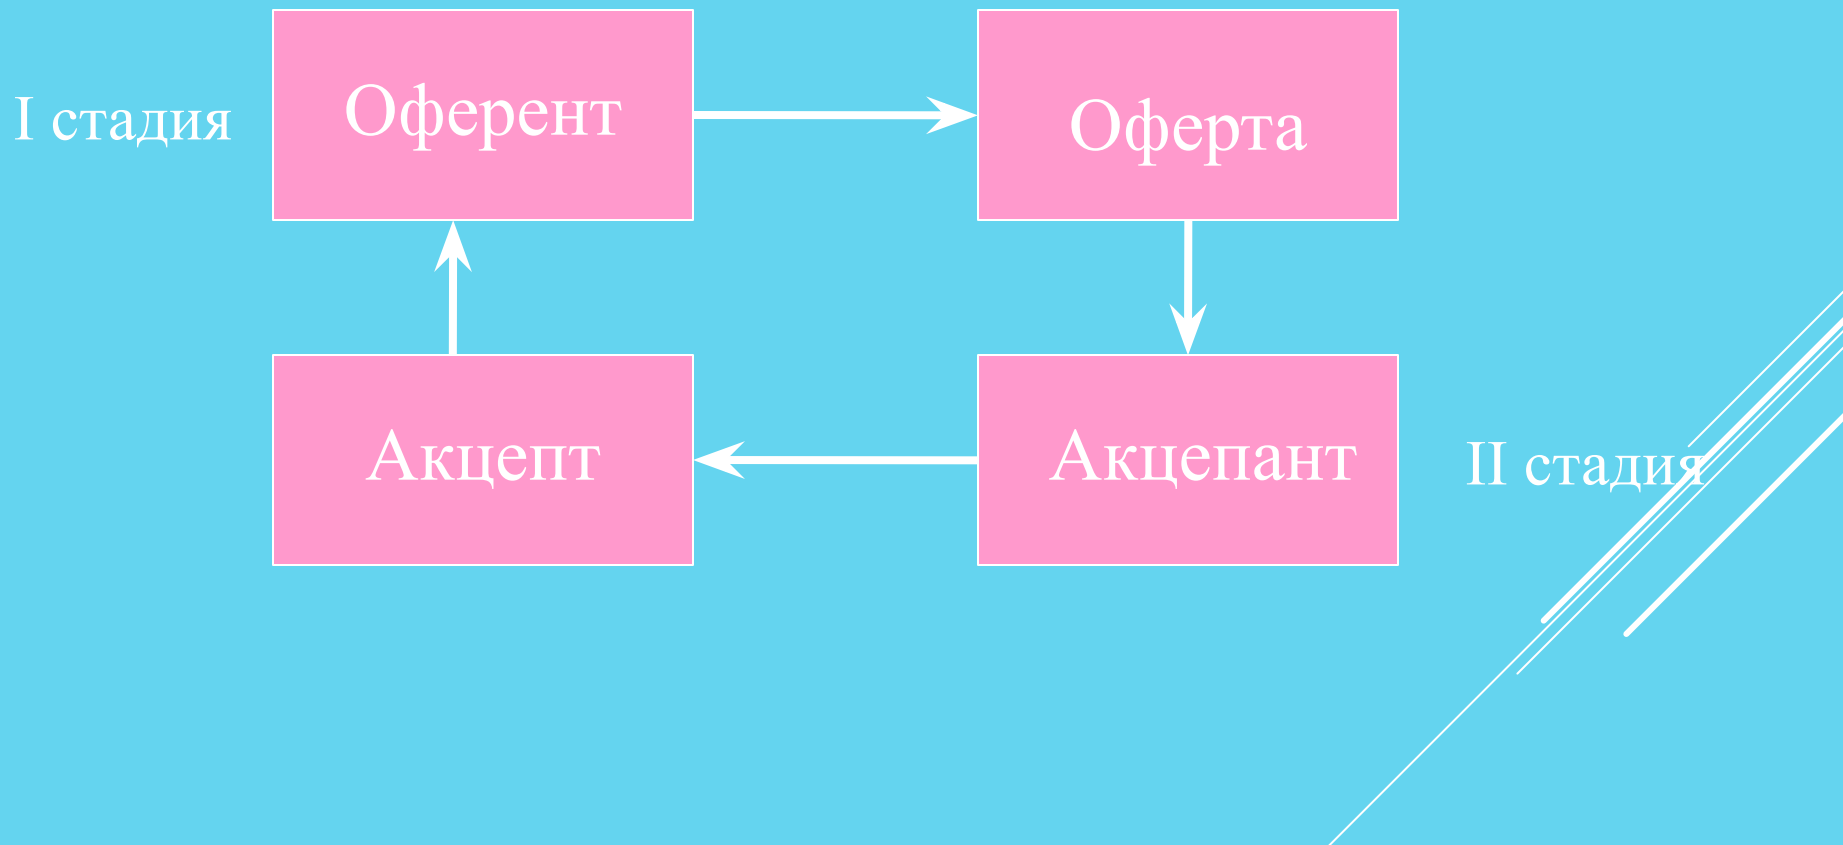 I стадия
Оферент
Оферта
Акцепт
Акцепант
II стадия